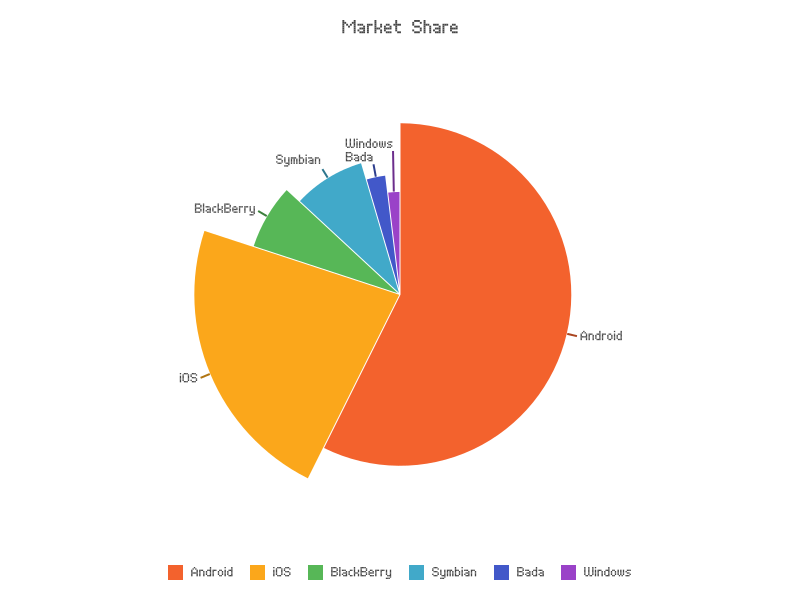 Market Share
Windows
Bada
Symbian
BlackBerry
Android
iOS
Android iOS BlackBerry Symbian Bada Windows